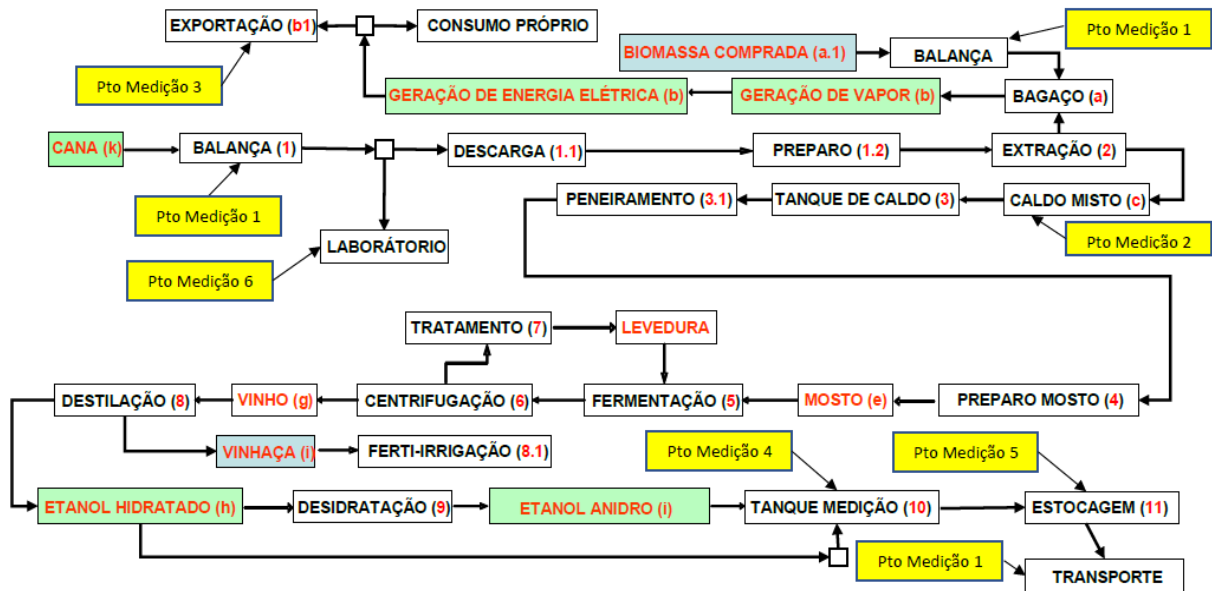 EXPORTAÇÃO (b1)
CONSUMO PRÓPRIO
Pto Medição 1
BIOMASSA COMPRADA (a.1)
BALANÇA
Pto Medição 3
GERAÇÃO DE ENERGIA ELÉTRICA (b)
GERAÇÃO DE VAPOR (b)
BAGAÇO (a)
CANA (k)
BALANÇA (1)
DESCARGA (1.1)
PREPARO (1.2)
EXTRAÇÃO (2)
PENEIRAMENTO (3.1)
TANQUE DE CALDO (3)
CALDO MISTO (c)
Pto Medição 1
LABORÁTORIO
Pto Medição 2
Pto Medição 6
TRATAMENTO (7)
LEVEDURA
DESTILAÇÃO (8)
VINHO (g)
CENTRIFUGAÇÃO (6)
FERMENTAÇÃO (5)
MOSTO (e)
PREPARO MOSTO (4)
VINHAÇA (i)
FERTI-IRRIGAÇÃO (8.1)
Pto Medição 4
Pto Medição 5
ETANOL HIDRATADO (h)
DESIDRATAÇÃO (9)
ETANOL ANIDRO (i)
TANQUE MEDIÇÃO (10)
ESTOCAGEM (11)
Pto Medição 1
TRANSPORTE